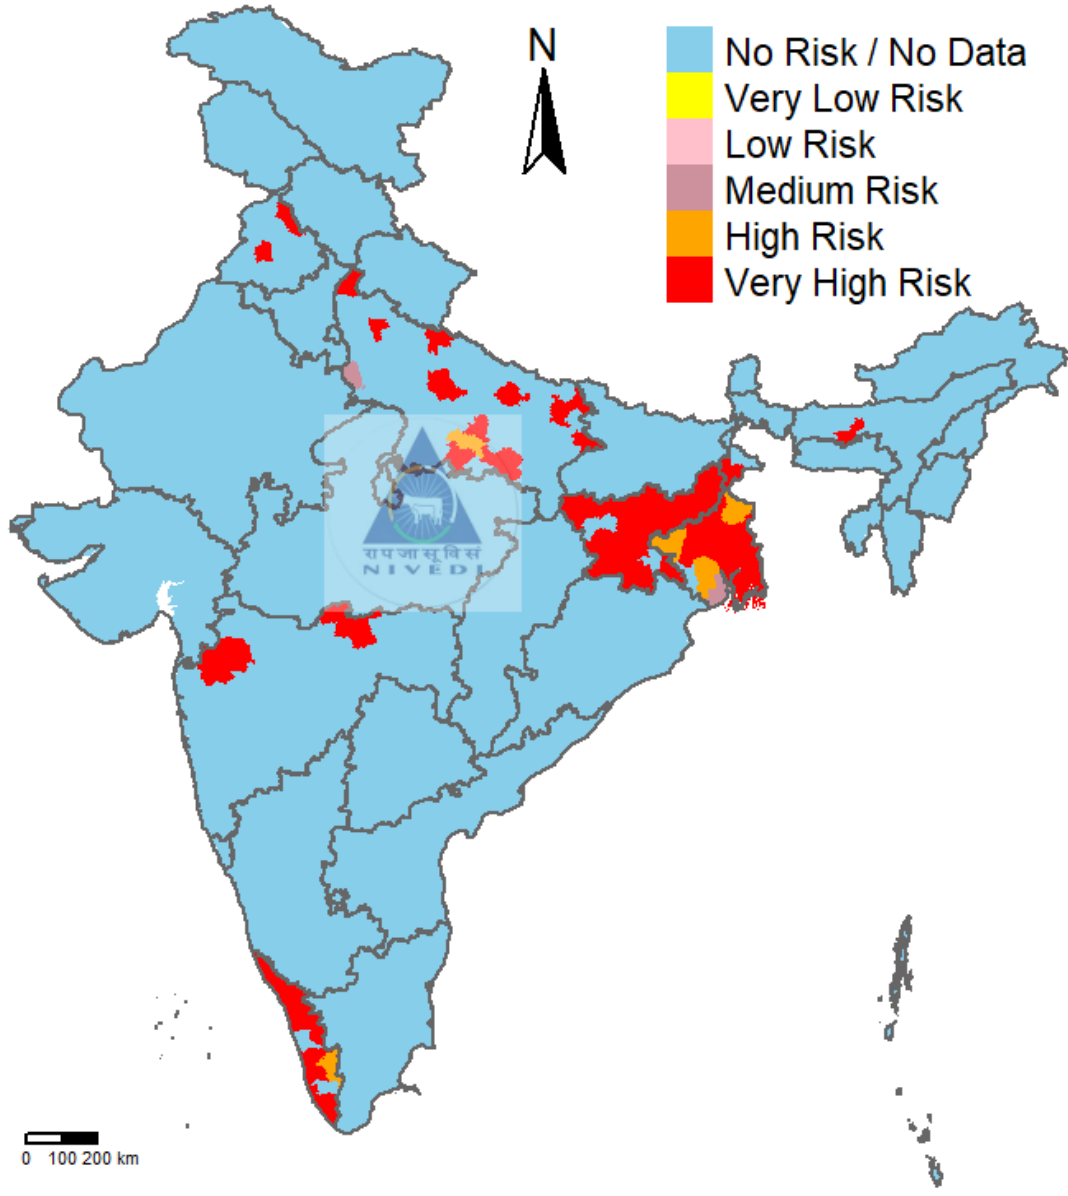 N
No Risk / No Data
Very Low Risk
Low Risk
Medium Risk
High Risk
Very High Risk
रा प जा सू वि सं
NIVEDI
0 100 200 km